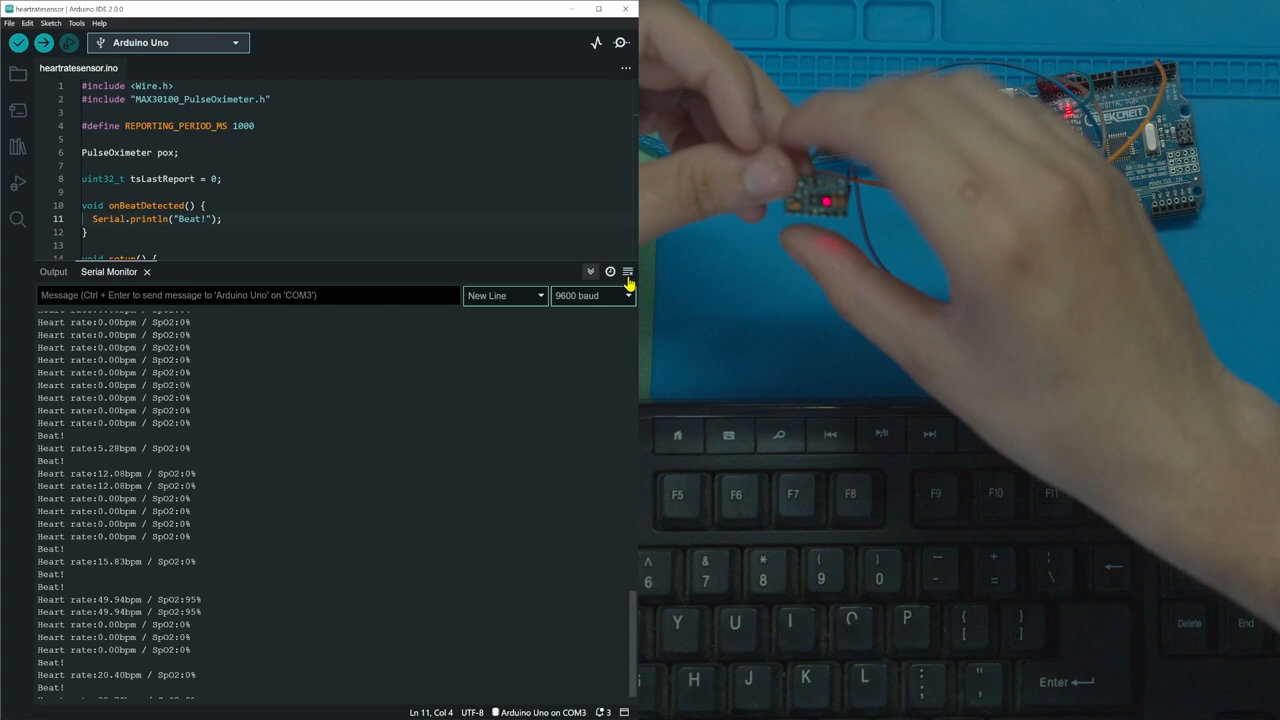 heartratesensor | Arduino IDE 2.0.0
File Edit Sketch Tools Help
Arduino Uno
heartratesensor.ino
1 #include <Wire.h>
2 #include "MAX30100_PulseOximeter.h"
3
4 #define REPORTING_PERIOD_MS 1000
5
6 PulseOximeter pox;
7
8 uint32_t tsLastReport = 0;
9
10 void onBeatDetected() {
11 Serial.println("Beat!");
12 }
13
14 void setup() {
Output Serial Monitor
Message (Ctrl + Enter to send message to 'Arduino Uno' on 'COM3')
New Line
9600 baud
Heart rate:0.00bpm / SpO2:0%
Heart rate:0.00bpm / SpO2:0%
Heart rate:0.00bpm / SpO2:0%
Heart rate:0.00bpm / SpO2:0%
Heart rate:0.00bpm / SpO2:0%
Heart rate:0.00bpm / SpO2:0%
Heart rate:0.00bpm / SpO2:0%
Heart rate:0.00bpm / SpO2:0%
Heart rate:0.00bpm / SpO2:0%
Heart rate:0.00bpm / SpO2:0%
Beat!
Heart rate:5.28bpm / SpO2:0%
Beat!
Heart rate:12.08bpm / SpO2:0%
Heart rate:12.08bpm / SpO2:0%
Heart rate:0.00bpm / SpO2:0%
Heart rate:0.00bpm / SpO2:0%
Heart rate:0.00bpm / SpO2:0%
Heart rate:0.00bpm / SpO2:0%
Beat!
Heart rate:15.83bpm / SpO2:0%
Beat!
Beat!
Heart rate:49.94bpm / SpO2:95%
Heart rate:49.94bpm / SpO2:95%
Heart rate:0.00bpm / SpO2:0%
Heart rate:0.00bpm / SpO2:0%
Heart rate:0.00bpm / SpO2:0%
Beat!
Heart rate:20.40bpm / SpO2:0%
Beat!
Ln 11, Col 4 UTF-8 Arduino Uno on COM3 3
GEEKCREIT
DIGITAL
F5 F6 F7 F8 F9 F10 F11
^ & * ( ) — + ¦
6 7 8 9 0 - = \
Delete End
Y U I O P { }
[ ]
H J K L : "
; '
Enter